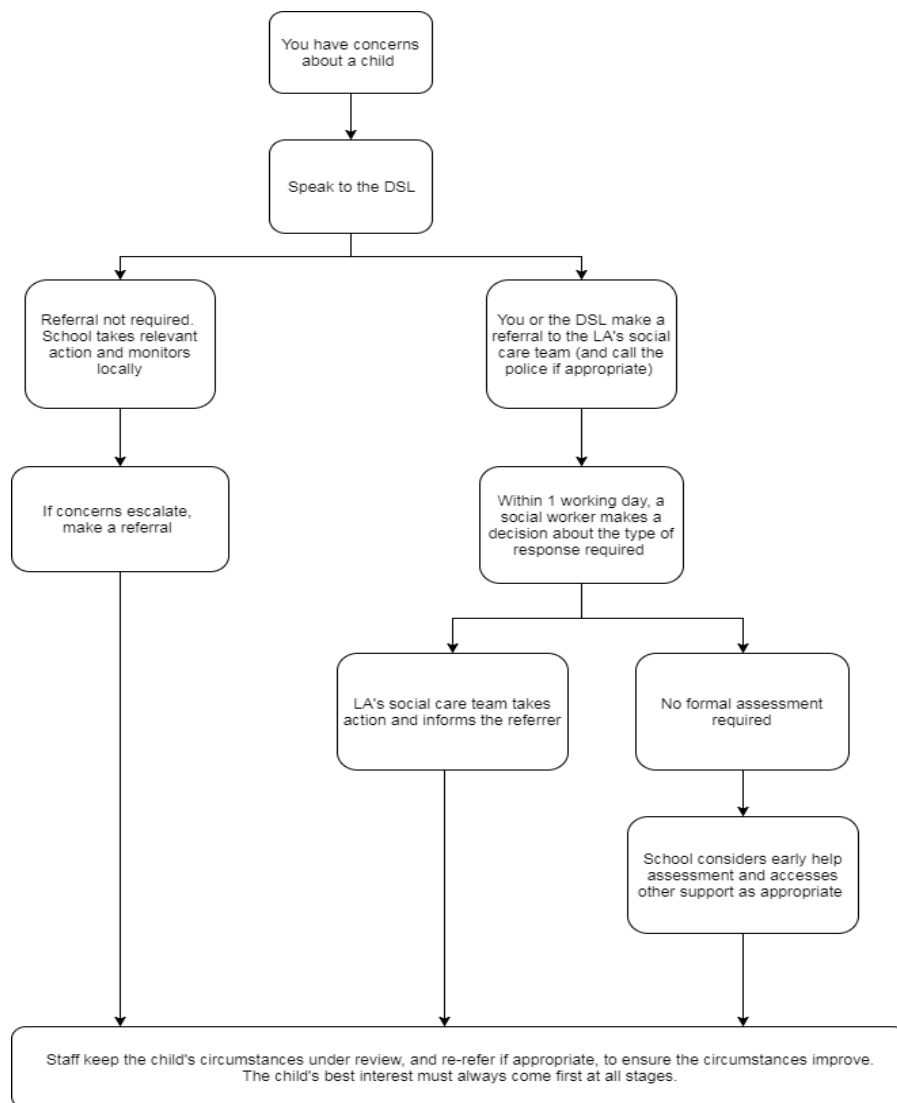 You have concerns
about a child
Speak to the DSL
Referral not required.
School takes relevant
action and monitors
locally
You or the DSL make a
referral to the LA's social
care team (and call the
police if appropriate)
If concerns escalate,
make a referral
Within 1 working day, a
social worker makes a
decision about the type of
response required
LA's social care team takes
action and informs the referrer
No formal assessment
required
School considers early help
assessment and accesses
other support as appropriate
Staff keep the child's circumstances under review, and re-refer if appropriate, to ensure the circumstances improve.
The child's best interest must always come first at all stages.